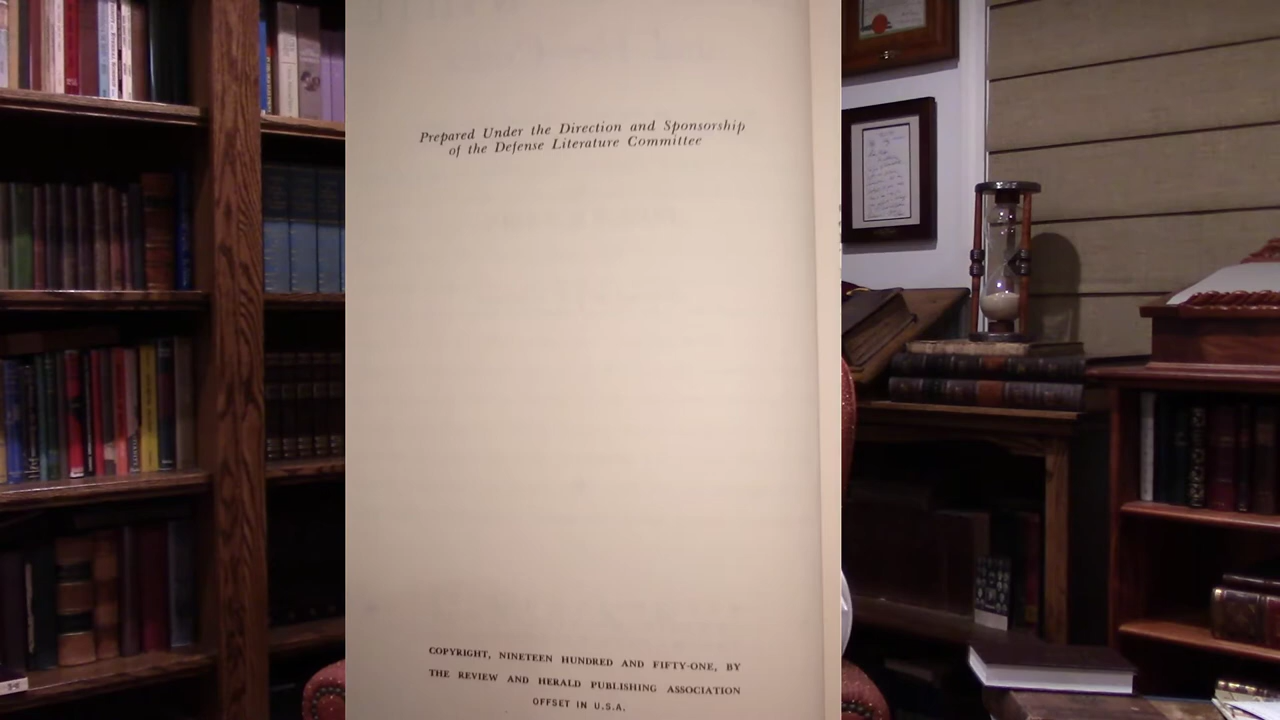 Prepared Under the Direction and Sponsorship
of the Defense Literature Committee
COPYRIGHT, NINETEEN HUNDRED AND FIFTY-ONE, BY
THE REVIEW AND HERALD PUBLISHING ASSOCIATION
OFFSET IN U.S.A.